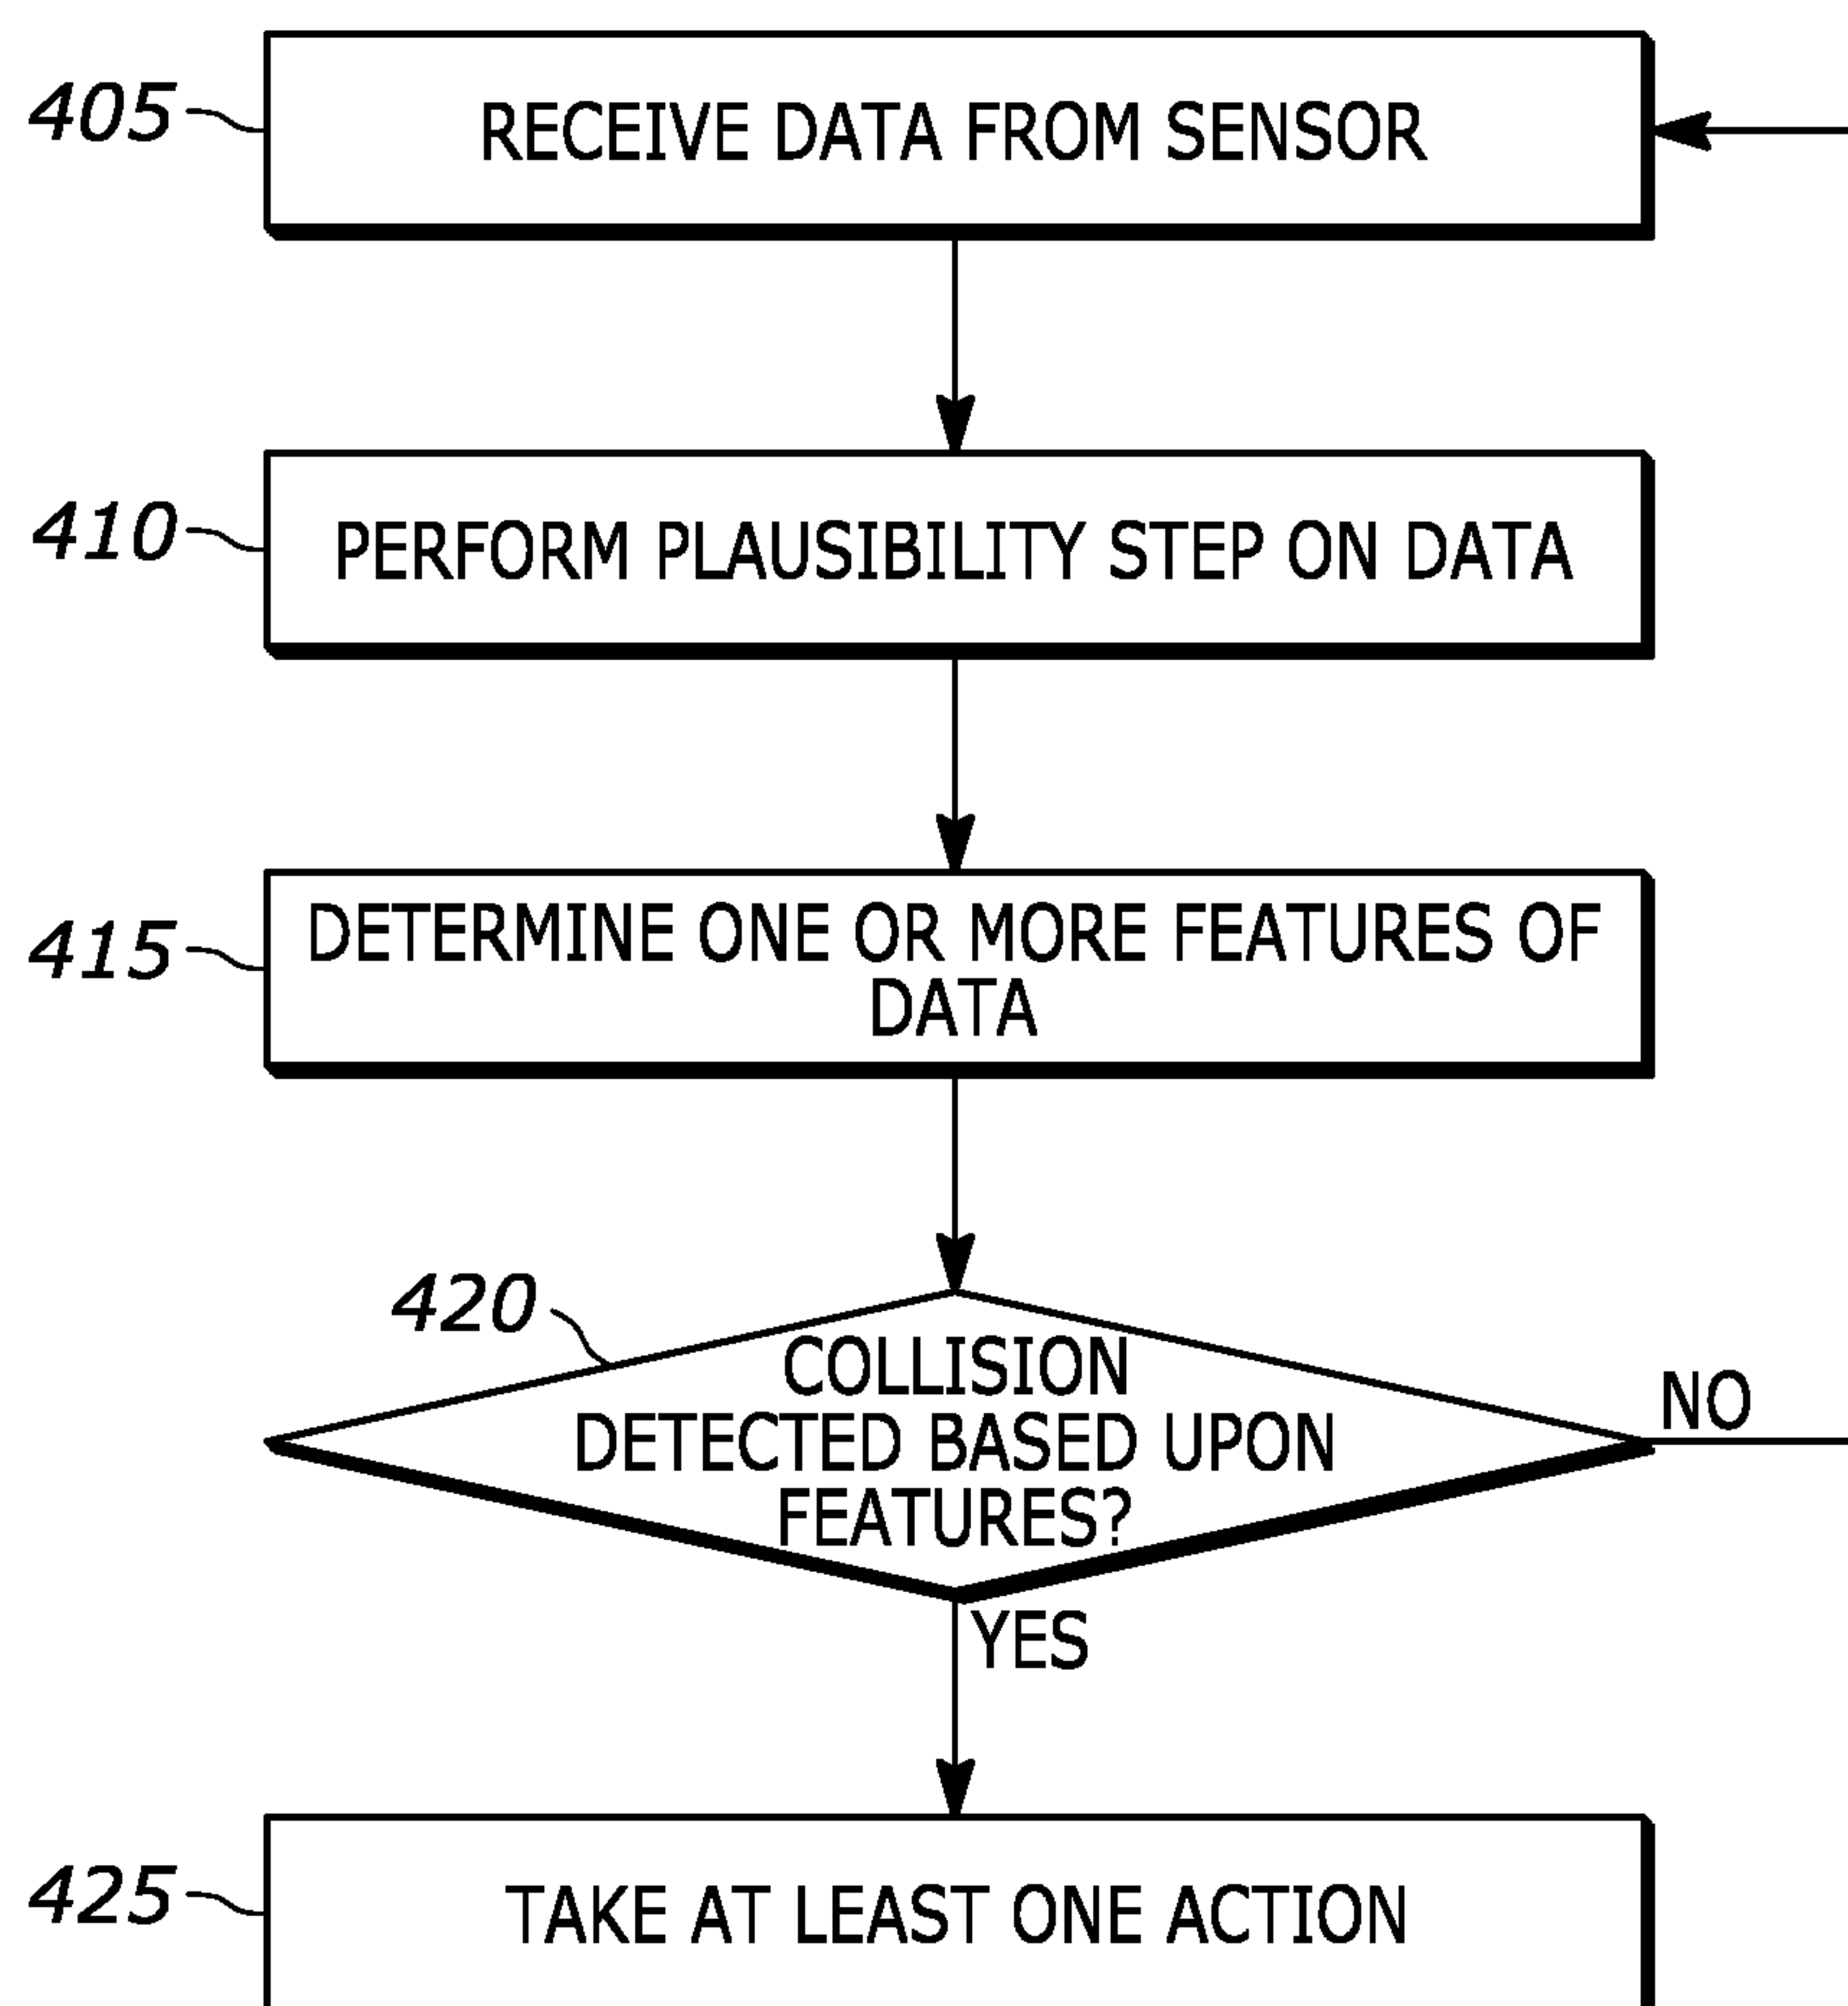 405
RECEIVE DATA FROM SENSOR
410
PERFORM PLAUSIBILITY STEP ON DATA
415
DETERMINE ONE OR MORE FEATURES OF
DATA
420
COLLISION
DETECTED BASED UPON
FEATURES?
NO
YES
425
TAKE AT LEAST ONE ACTION